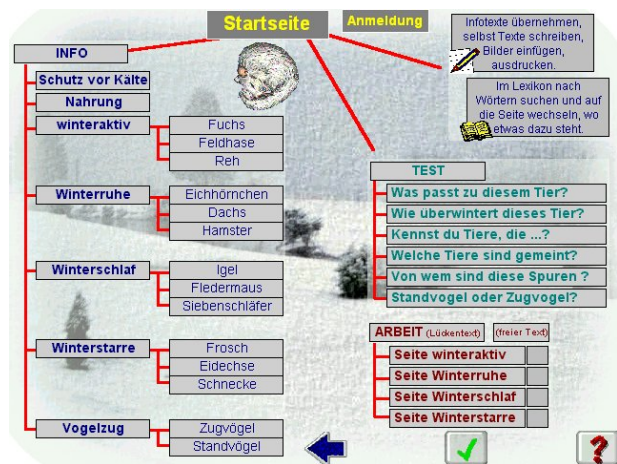 Startseite
Anmeldung
Infotexte übernehmen,
selbst Texte schreiben,
Bilder einfügen,
ausdrucken.
Im Lexikon nach
Wörtern suchen und auf
die Seite wechseln, wo
etwas dazu steht.
INFO
Schutz vor Kälte
Nahrung
winteraktiv
Fuchs
Feldhase
Reh
Winterruhe
Eichhörnchen
Dachs
Hamster
Winterschlaf
Igel
Fledermaus
Siebenschläfer
Winterstarre
Frosch
Eidechse
Schnecke
Vogelzug
Zugvögel
Standvögel
TEST
Was passt zu diesem Tier?
Wie überwintert dieses Tier?
Kennst du Tiere, die ...?
Welche Tiere sind gemeint?
Von wem sind diese Spuren ?
Standvogel oder Zugvogel?
ARBEIT (Lückentext) (freier Text)
Seite winteraktiv
Seite Winterruhe
Seite Winterschlaf
Seite Winterstarre
?